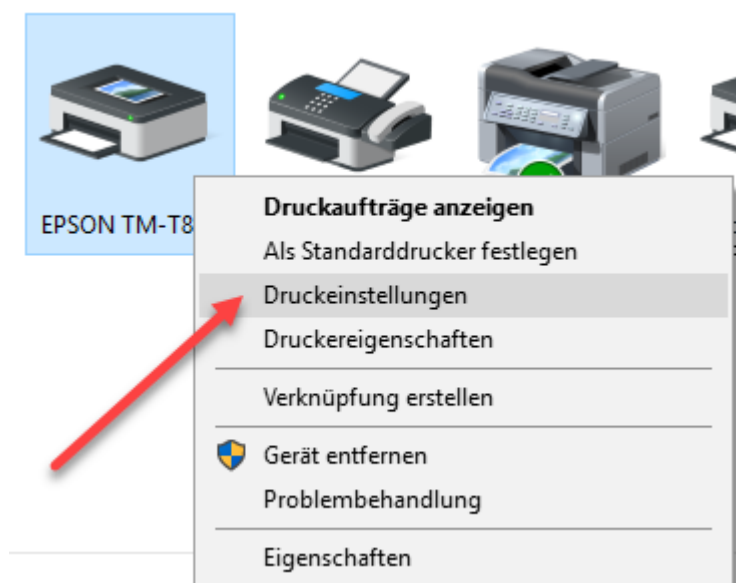 EPSON TM-T8
Druckaufträge anzeigen
Als Standarddrucker festlegen
Druckeinstellungen
Druckereigenschaften
Verknüpfung erstellen
Gerät entfernen
Problembehandlung
Eigenschaften